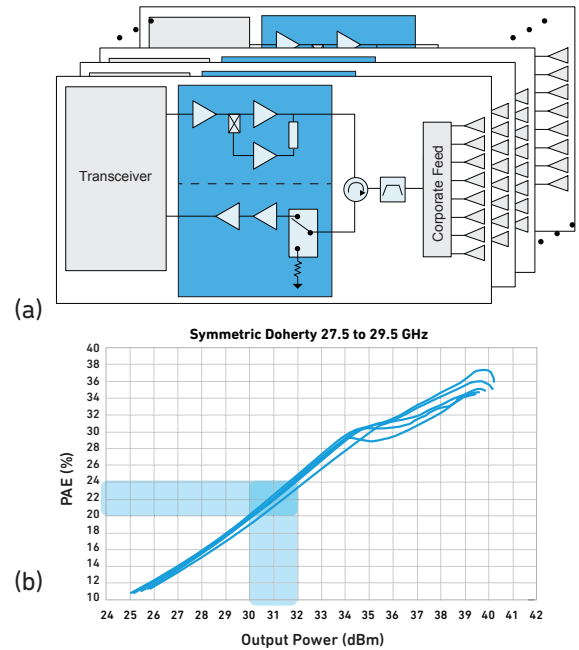 Transceiver
Corporate Feed
(a)
Symmetric Doherty 27.5 to 29.5 GHz
40
38
36
34
32
30
28
26
24
22
20
18
16
14
12
10
PAE (%)
(b)
24 25 26 27 28 29 30 31 32 33 34 35 36 37 38 39 40 41 42
Output Power (dBm)